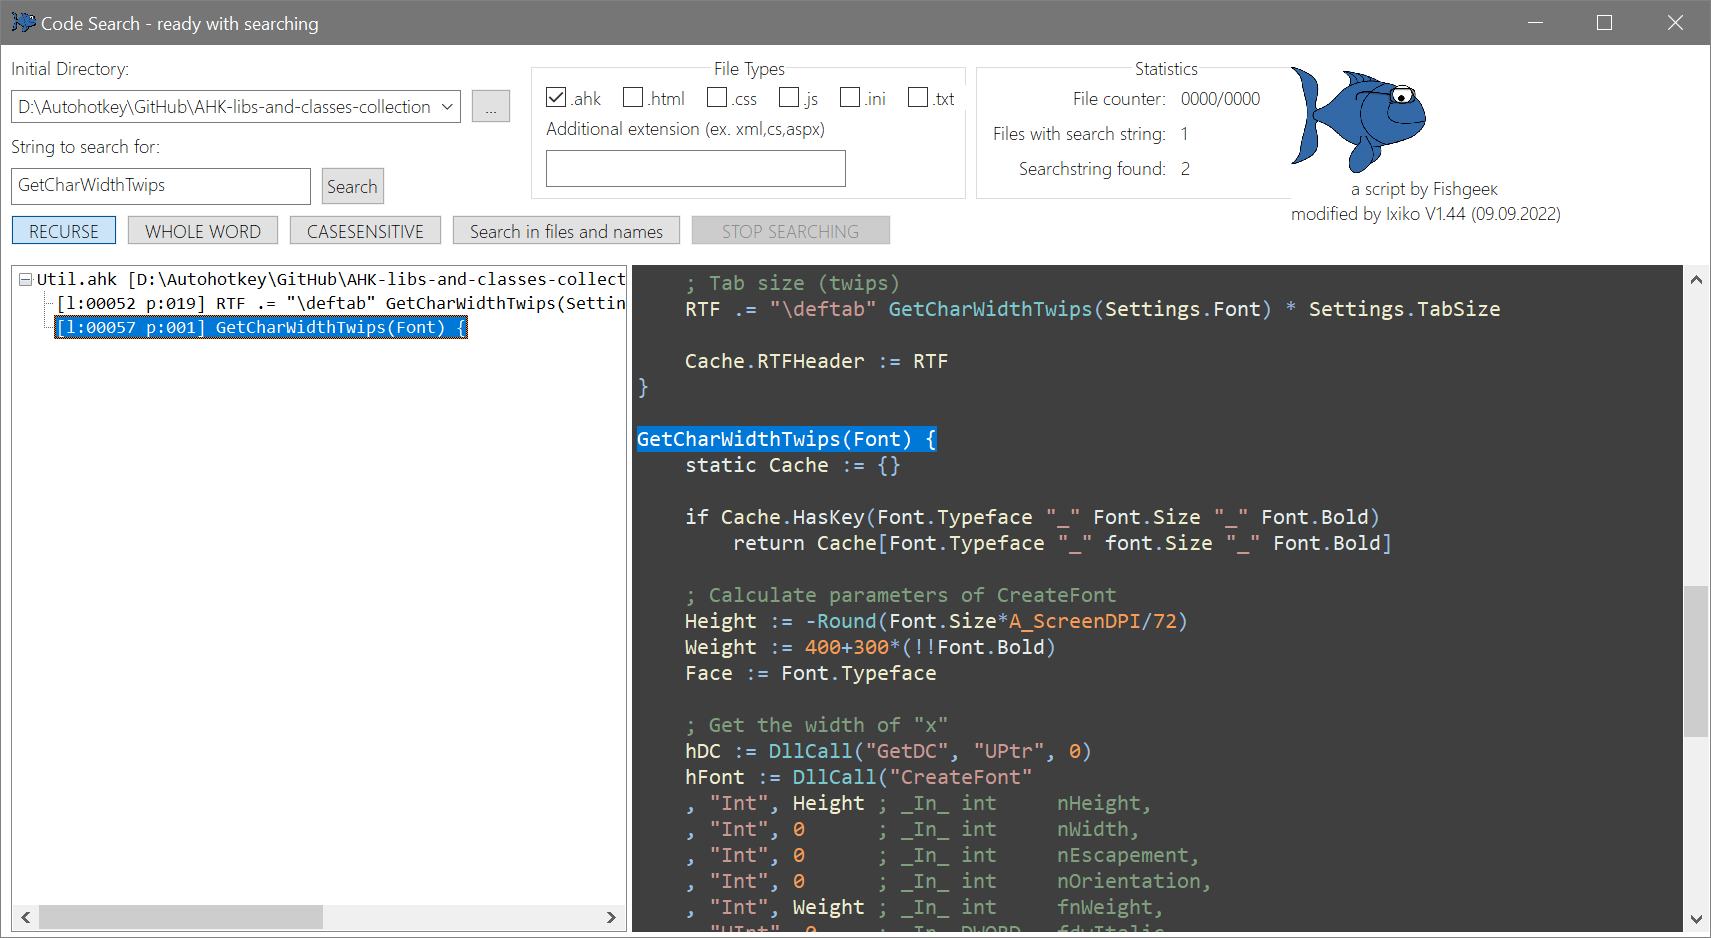 Code Search - ready with searching
Initial Directory:
D:\Autohotkey\GitHub\AHK-libs-and-classes-collection
...
String to search for:
GetCharWidthTwips
Search
File Types
.ahk .html .css .js .ini .txt
Additional extension (ex. xml,cs,aspx)
Statistics
File counter: 0000/0000
Files with search string: 1
Searchstring found: 2
a script by Fishgeek
modified by Ixiko V1.44 (09.09.2022)
RECURSE
WHOLE WORD
CASESENSITIVE
Search in files and names
STOP SEARCHING
Util.ahk [D:\Autohotkey\GitHub\AHK-libs-and-classes-collect
[l:00052 p:019] RTF .= "\deftab" GetCharWidthTwips(Settin
[l:00057 p:001] GetCharWidthTwips(Font) {
; Tab size (twips)
RTF .= "\deftab" GetCharWidthTwips(Settings.Font) * Settings.TabSize
Cache.RTFHeader := RTF
}
GetCharWidthTwips(Font) {
static Cache := {}
if Cache.HasKey(Font.Typeface "_" Font.Size "_" Font.Bold)
return Cache[Font.Typeface "_" font.Size "_" Font.Bold]
; Calculate parameters of CreateFont
Height := -Round(Font.Size*A_ScreenDPI/72)
Weight := 400+300*(!!Font.Bold)
Face := Font.Typeface
; Get the width of "x"
hDC := DllCall("GetDC", "UPtr", 0)
hFont := DllCall("CreateFont"
, "Int", Height ; _In_ int nHeight,
, "Int", 0 ; _In_ int nWidth,
, "Int", 0 ; _In_ int nEscapement,
, "Int", 0 ; _In_ int nOrientation,
, "Int", Weight ; _In_ int fnWeight,
, "UInt", 0 ; _In_ DWORD fdwItalic